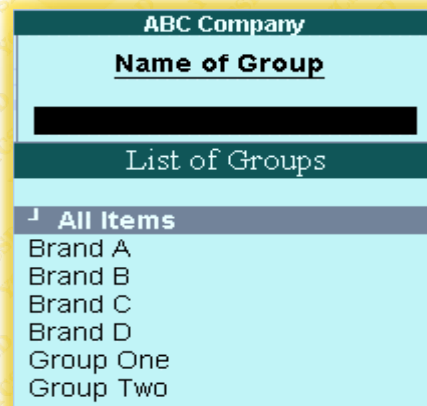 ABC Company
Name of Group
List of Groups
┘ All Items
Brand A
Brand B
Brand C
Brand D
Group One
Group Two